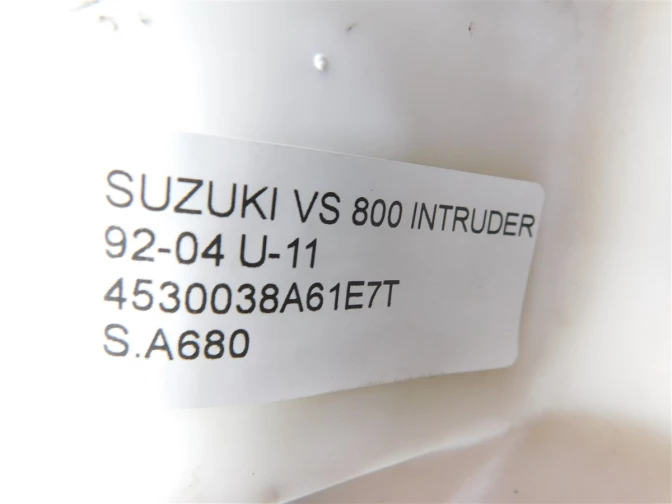 SUZUKI VS 800 INTRUDER
92-04 U-11
4530038A61E7T
S.A680